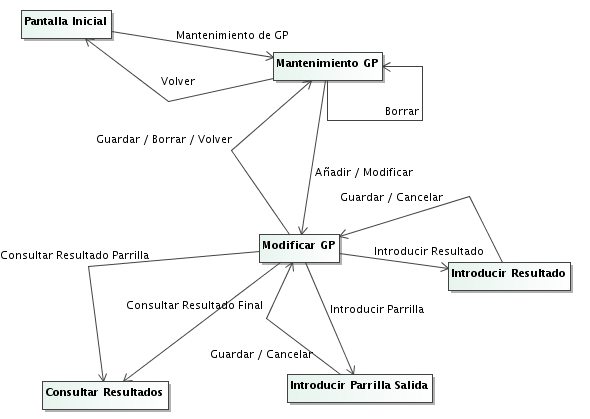 Pantalla Inicial
Mantenimiento de GP
Mantenimiento GP
Volver
Borrar
Guardar / Borrar / Volver
Añadir / Modificar
Guardar / Cancelar
Modificar GP
Introducir Resultado
Consultar Resultado Parrilla
Introducir Resultado
Consultar Resultado Final
Introducir Parrilla
Guardar / Cancelar
Introducir Parrilla Salida
Consultar Resultados